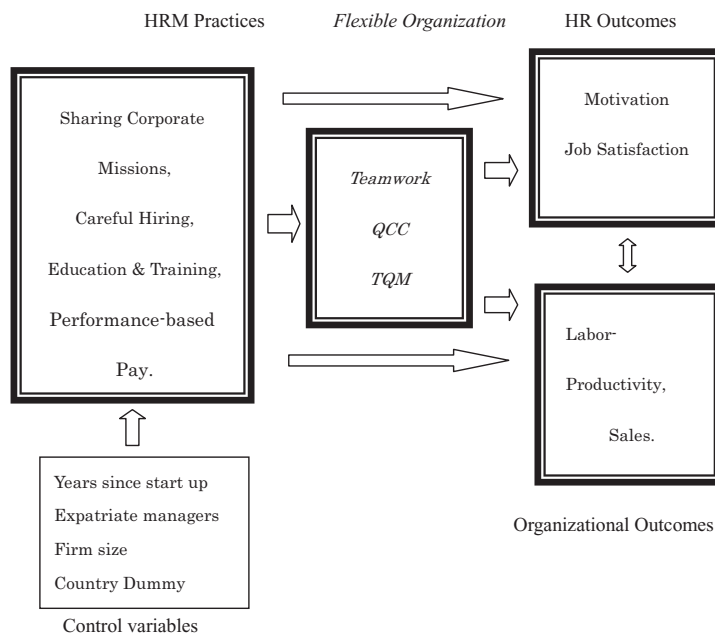 HRM Practices
Flexible Organization
HR Outcomes
Sharing Corporate
Missions,
Careful Hiring,
Education & Training,
Performance-based
Pay.
Teamwork
QCC
TQM
Motivation
Job Satisfaction
Labor-
Productivity,
Sales.
Organizational Outcomes
Years since start up
Expatriate managers
Firm size
Country Dummy
Control variables